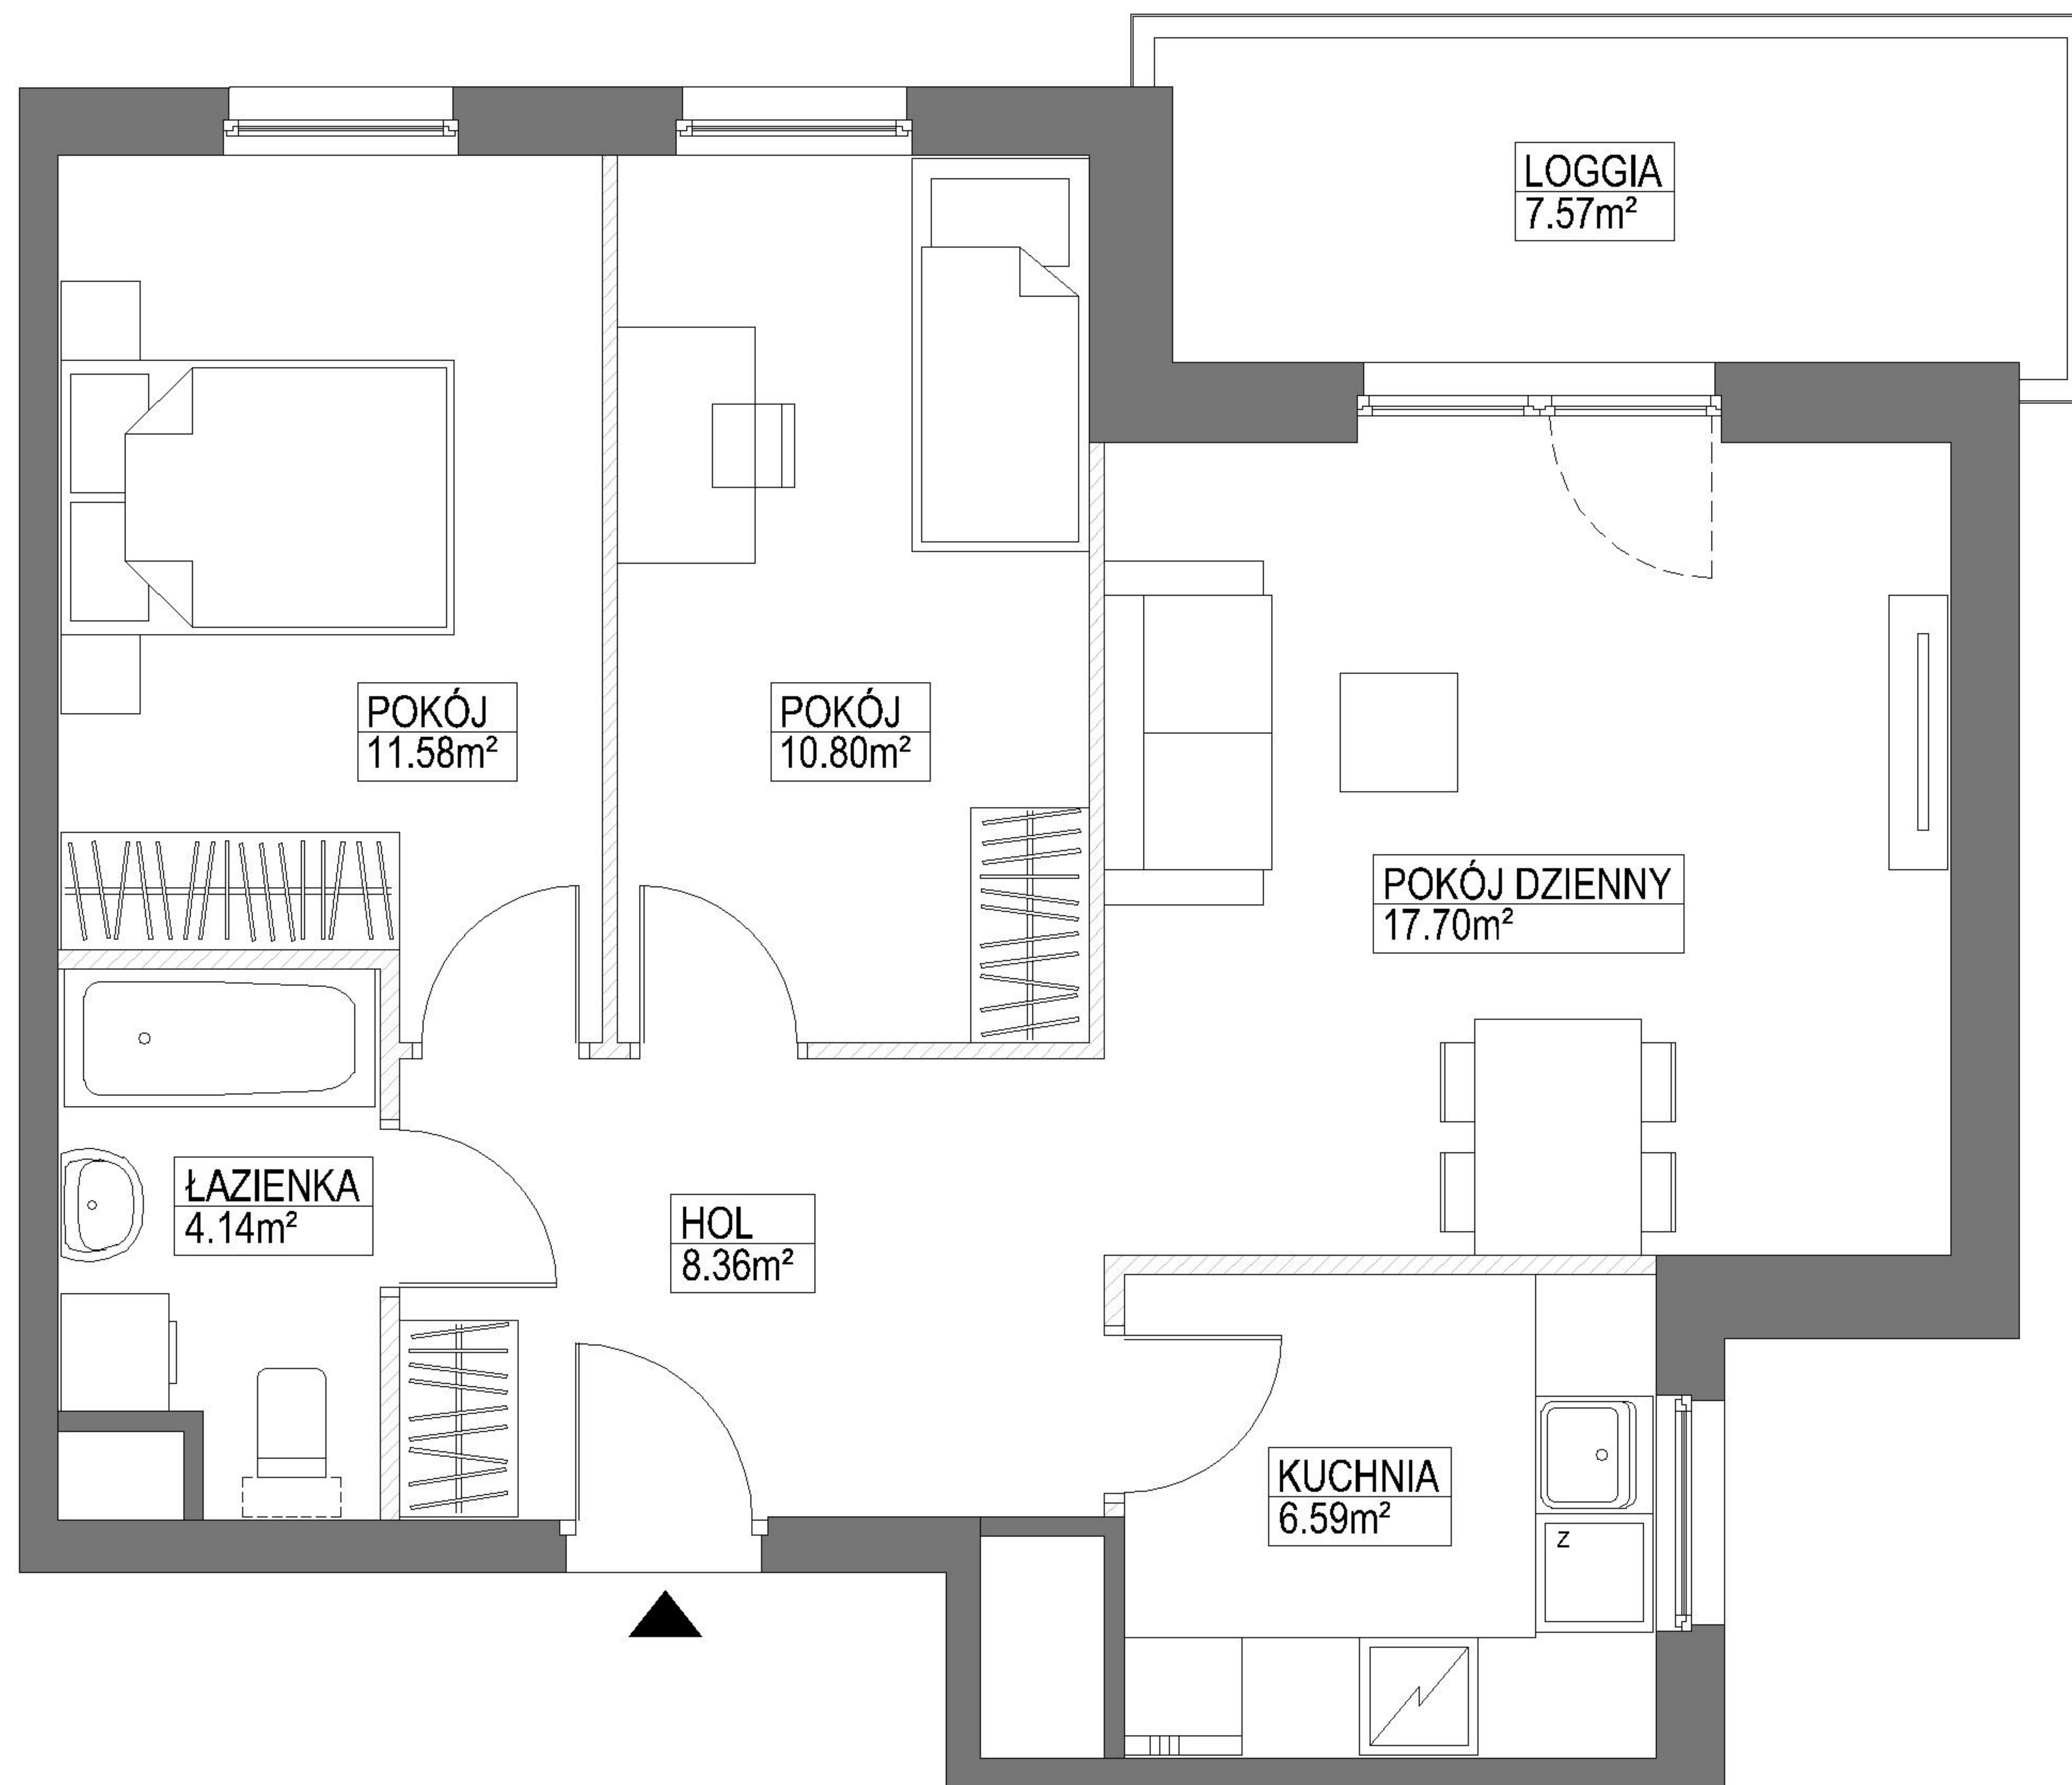 LOGGIA
7.57m²
POKÓJ
11.58m²
POKÓJ
10.80m²
POKÓJ DZIENNY
17.70m²
ŁAZIENKA
4.14m²
HOL
8.36m²
KUCHNIA
6.59m²
Z